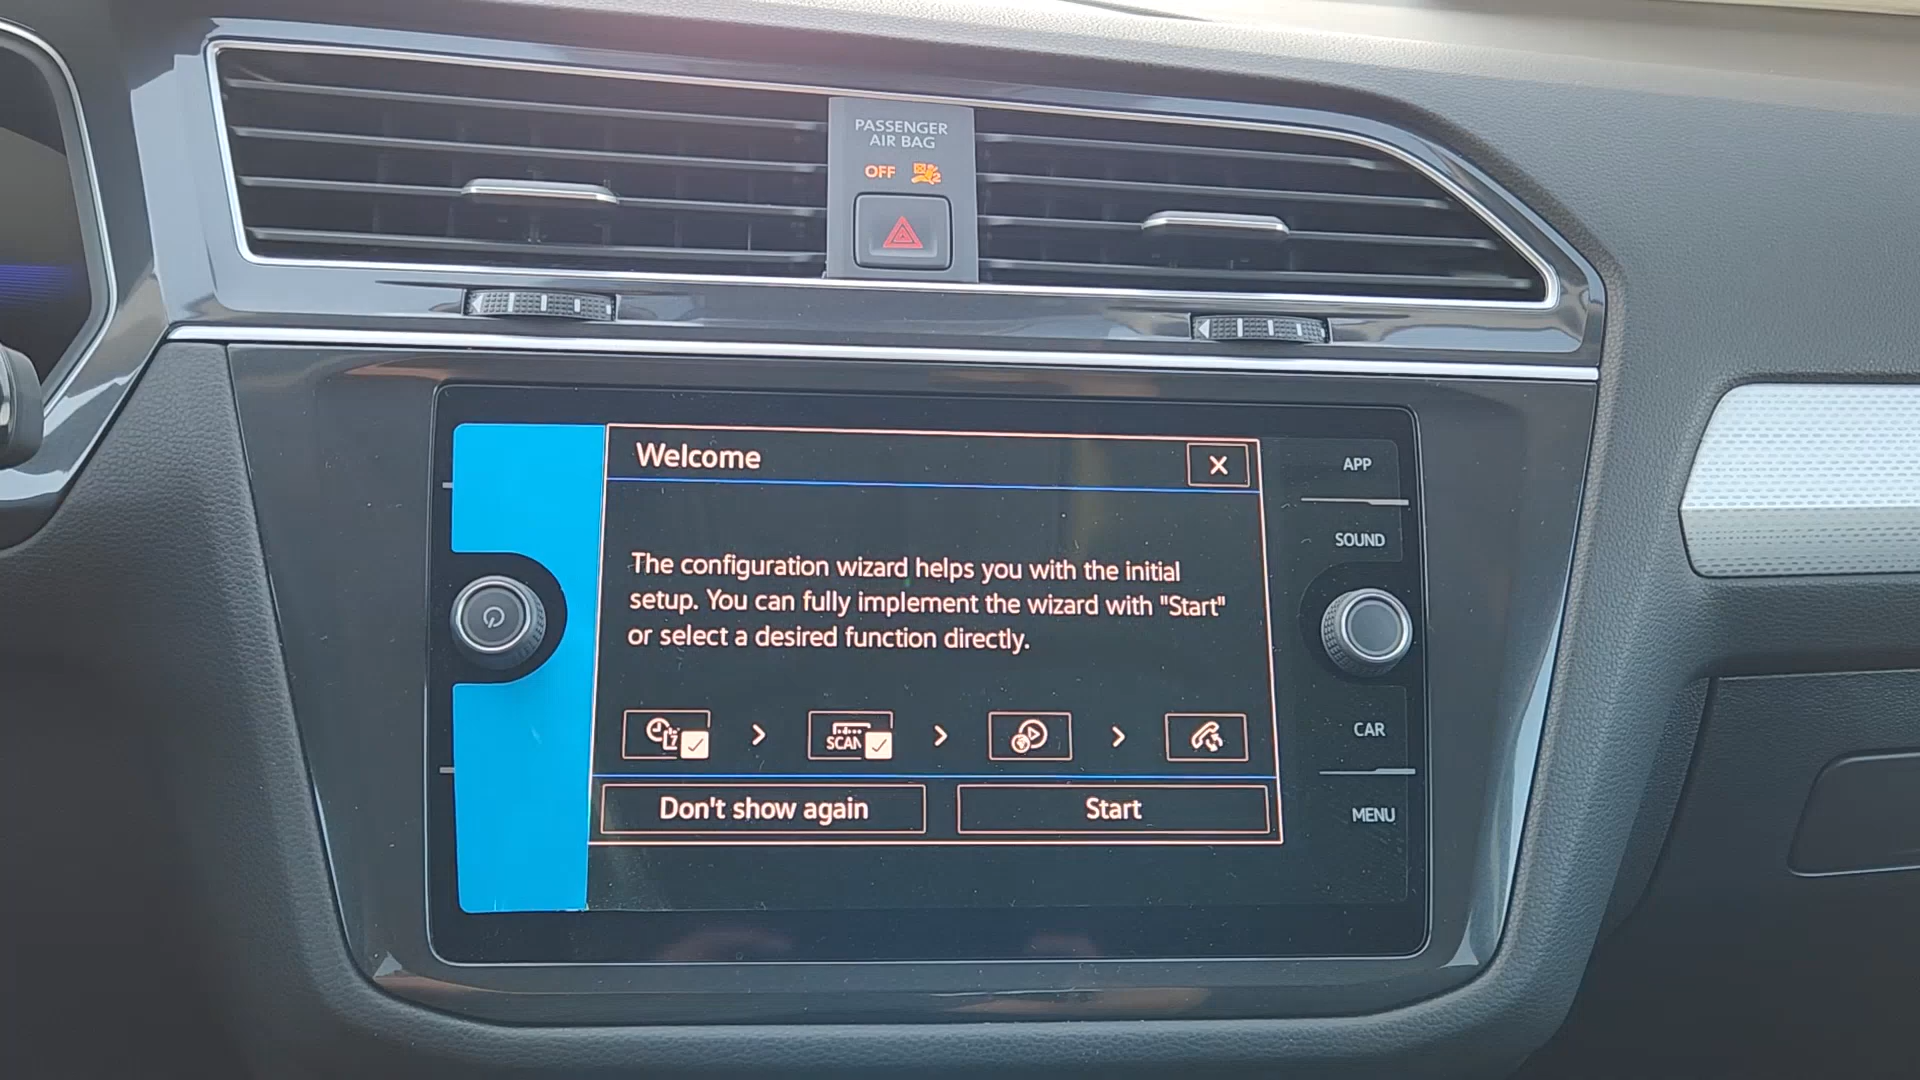 PASSENGER
AIR BAG
OFF
Welcome
The configuration wizard helps you with the initial
setup. You can fully implement the wizard with "Start"
or select a desired function directly.
SCAN
Don't show again
Start
APP
SOUND
CAR
MENU